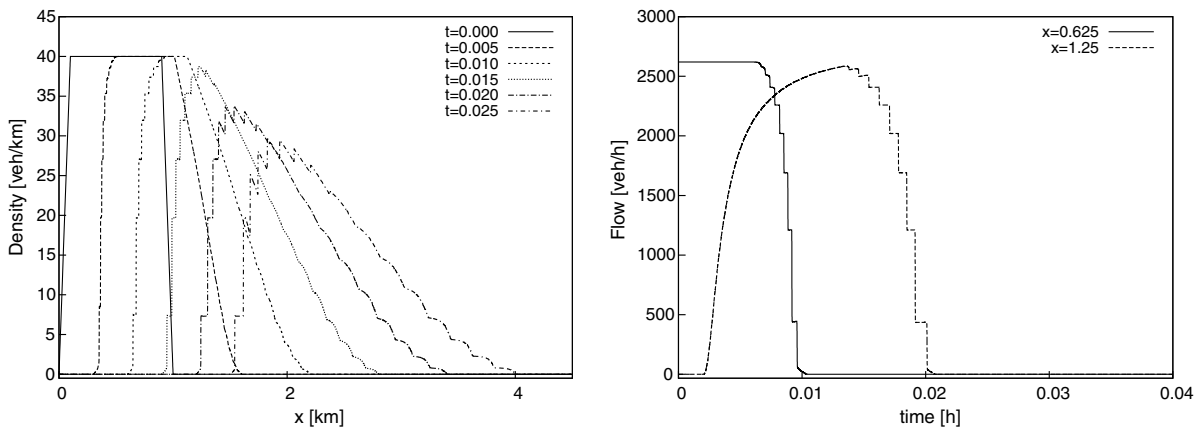 45
40
35
30
25
20
15
10
5
0
Density [veh/km]
0 2 4
x [km]
t=0.000
t=0.005
t=0.010
t=0.015
t=0.020
t=0.025
3000
2500
2000
1500
1000
500
0
Flow [veh/h]
0 0.01 0.02 0.03 0.04
time [h]
x=0.625
x=1.25